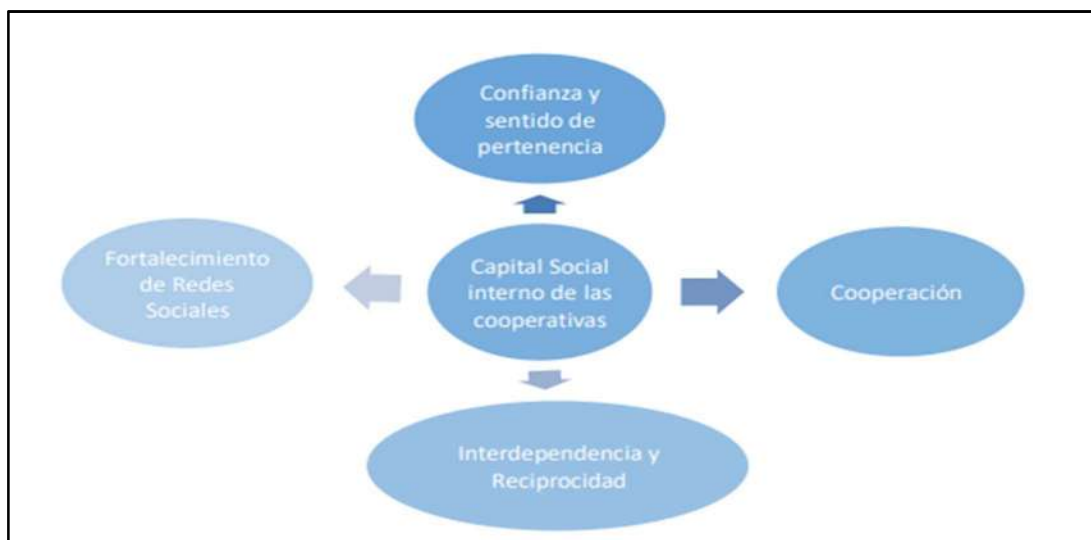 Confianza y
sentido de
pertenencia
Fortalecimiento
de Redes
Sociales
Capital Social
interno de las
cooperativas
Cooperación
Interdependencia y
Reciprocidad